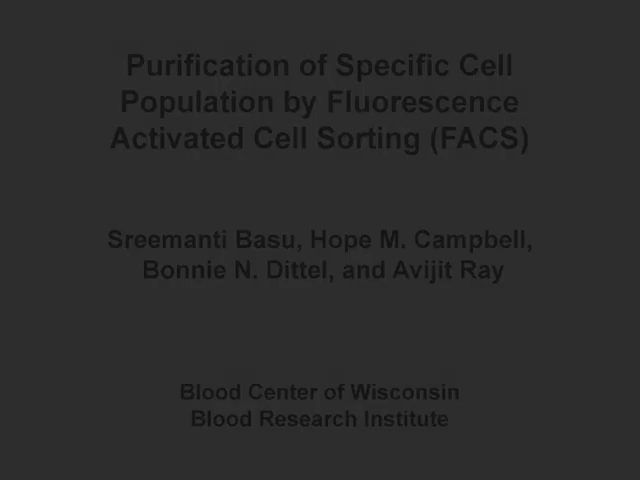 Purification of Specific Cell
Population by Fluorescence
Activated Cell Sorting (FACS)
Sreemanti Basu, Hope M. Campbell,
Bonnie N. Dittel, and Avijit Ray
Blood Center of Wisconsin
Blood Research Institute